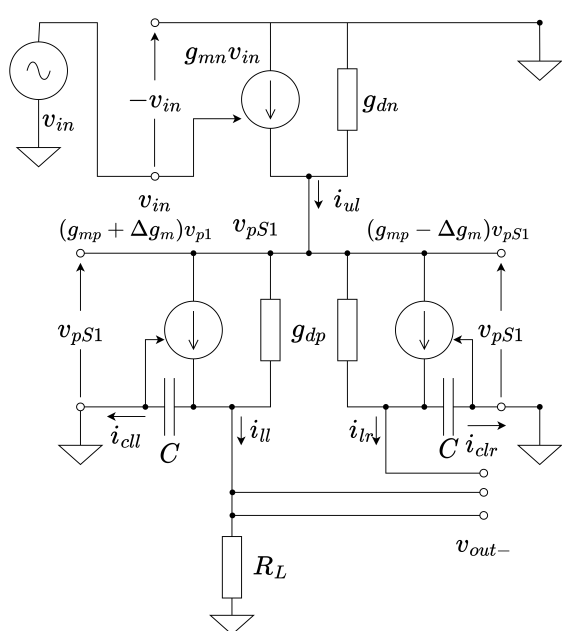 g_{mn}v_{in}
−v_{in}
g_{dn}
v_{in}
v_{in}
i_{ul}
(g_{mp} + Δg_m)v_{p1}
v_{pS1}
(g_{mp} − Δg_m)v_{pS1}
v_{pS1}
g_{dp}
v_{pS1}
i_{cll}
C
i_{ll}
i_{lr}
C
i_{clr}
v_{out−}
R_L